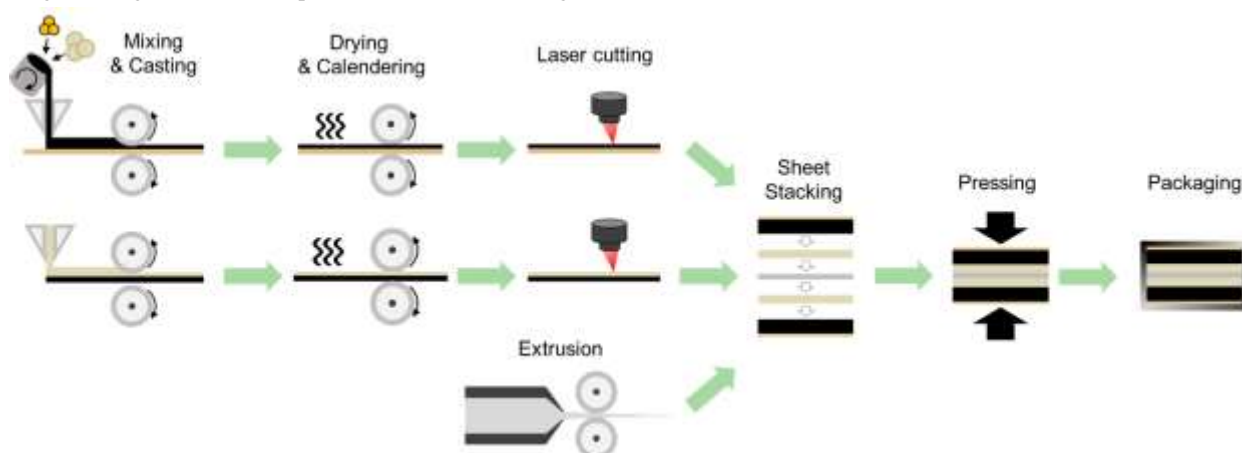 Mixing
& Casting
Drying
& Calendering
Laser cutting
Sheet
Stacking
Pressing
Packaging
Extrusion